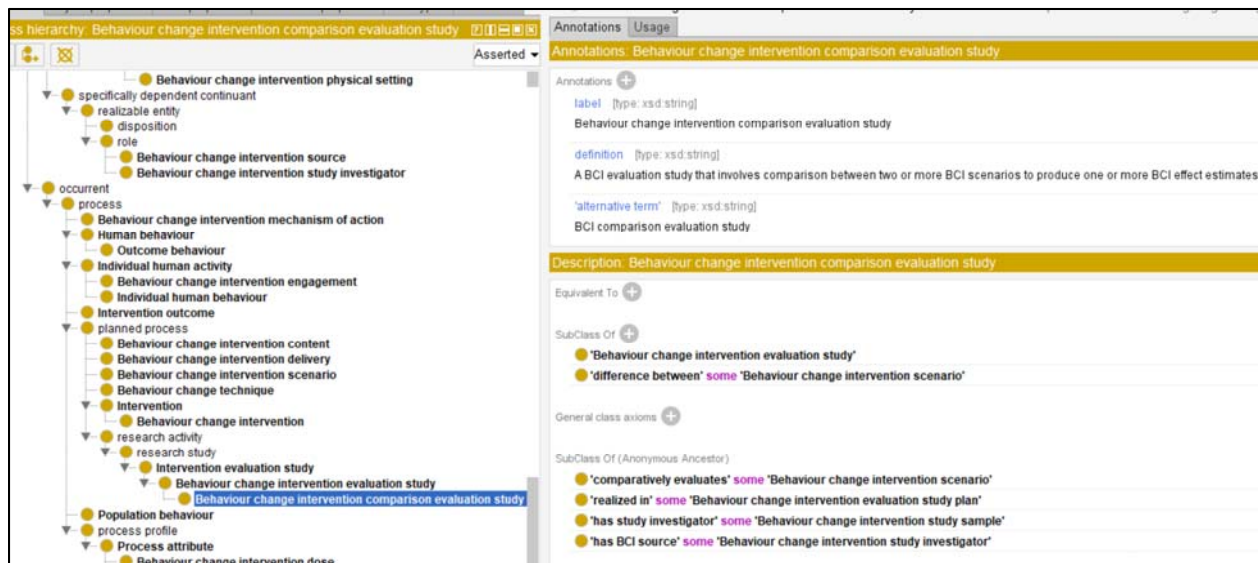 ss hierarchy: Behaviour change intervention comparison evaluation study
Asserted
Behaviour change intervention physical setting
specifically dependent continuant
realizable entity
disposition
role
Behaviour change intervention source
Behaviour change intervention study investigator
occurrent
process
Behaviour change intervention mechanism of action
Human behaviour
Outcome behaviour
Individual human activity
Behaviour change intervention engagement
Individual human behaviour
Intervention outcome
planned process
Behaviour change intervention content
Behaviour change intervention delivery
Behaviour change intervention scenario
Behaviour change technique
Intervention
Behaviour change intervention
research activity
research study
Intervention evaluation study
Behaviour change intervention evaluation study
Behaviour change intervention comparison evaluation study
Population behaviour
process profile
Process attribute
Behaviour change intervention dose
Annotations Usage
Annotations: Behaviour change intervention comparison evaluation study
Annotations
label [type: xsd:string]
Behaviour change intervention comparison evaluation study
definition [type: xsd:string]
A BCI evaluation study that involves comparison between two or more BCI scenarios to produce one or more BCI effect estimates
'alternative term' [type: xsd:string]
BCI comparison evaluation study
Description: Behaviour change intervention comparison evaluation study
Equivalent To
SubClass Of
'Behaviour change intervention evaluation study'
'difference between' some 'Behaviour change intervention scenario'
General class axioms
SubClass Of (Anonymous Ancestor)
'comparatively evaluates' some 'Behaviour change intervention scenario'
'realized in' some 'Behaviour change intervention evaluation study plan'
'has study investigator' some 'Behaviour change intervention study sample'
'has BCI source' some 'Behaviour change intervention study investigator'